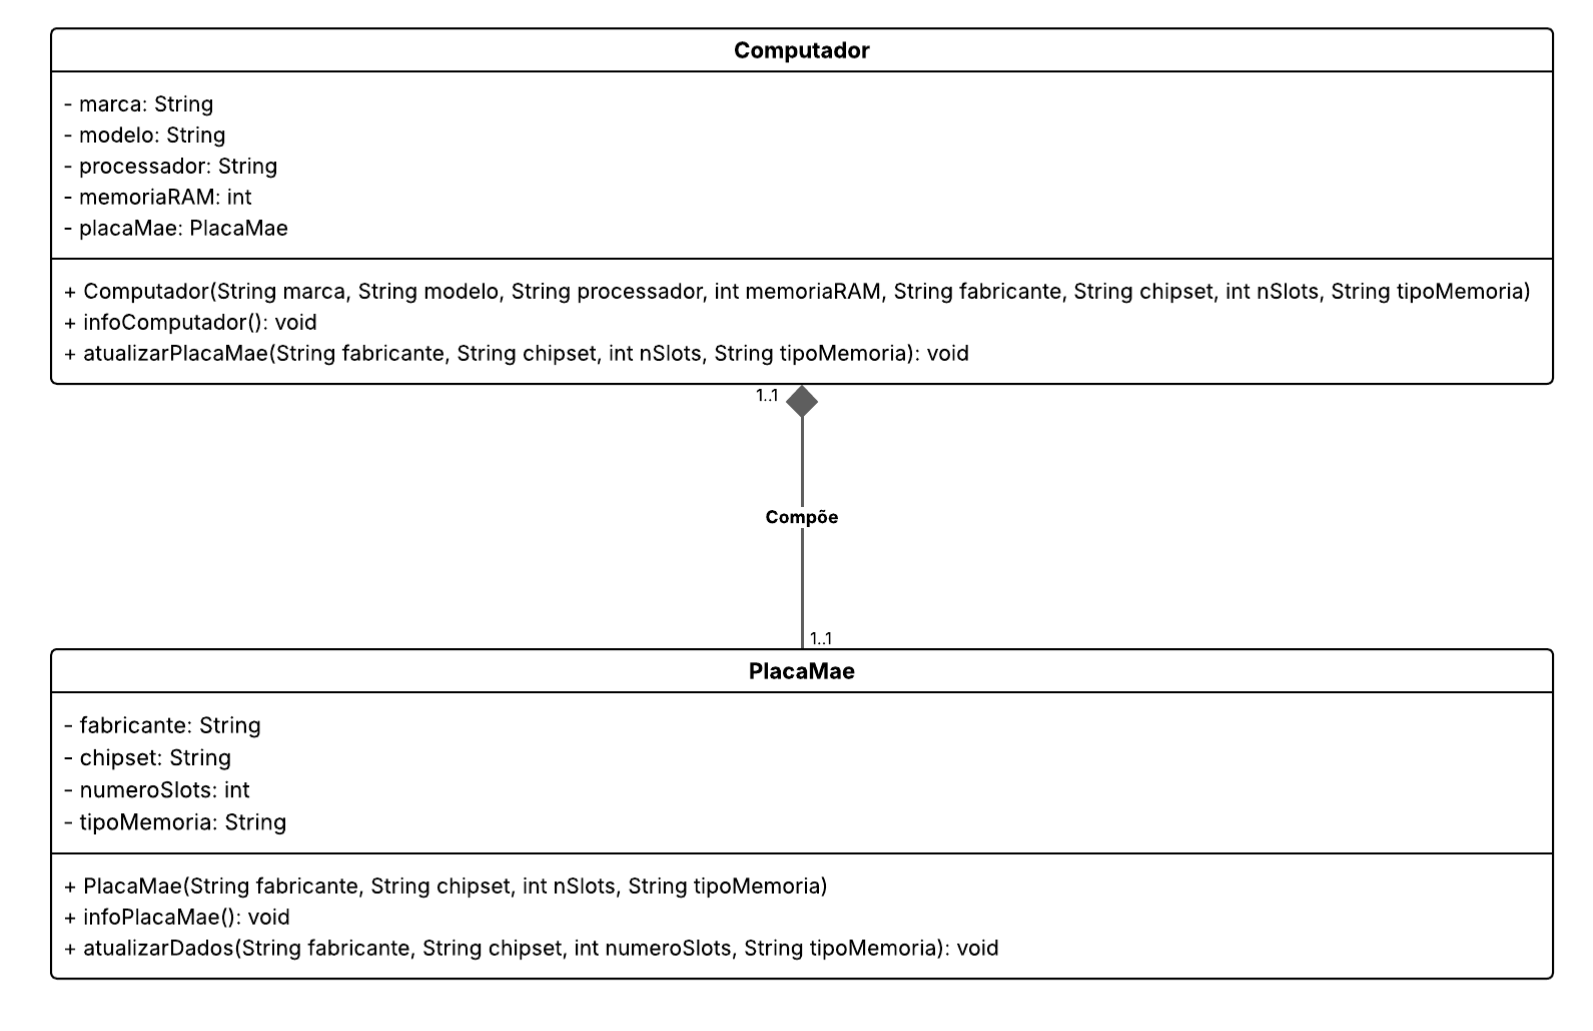 Computador
- marca: String
- modelo: String
- processador: String
- memoriaRAM: int
- placaMae: PlacaMae
+ Computador(String marca, String modelo, String processador, int memoriaRAM, String fabricante, String chipset, int nSlots, String tipoMemoria)
+ infoComputador(): void
+ atualizarPlacaMae(String fabricante, String chipset, int nSlots, String tipoMemoria): void
1..1
Compõe
1..1
PlacaMae
- fabricante: String
- chipset: String
- numeroSlots: int
- tipoMemoria: String
+ PlacaMae(String fabricante, String chipset, int nSlots, String tipoMemoria)
+ infoPlacaMae(): void
+ atualizarDados(String fabricante, String chipset, int numeroSlots, String tipoMemoria): void